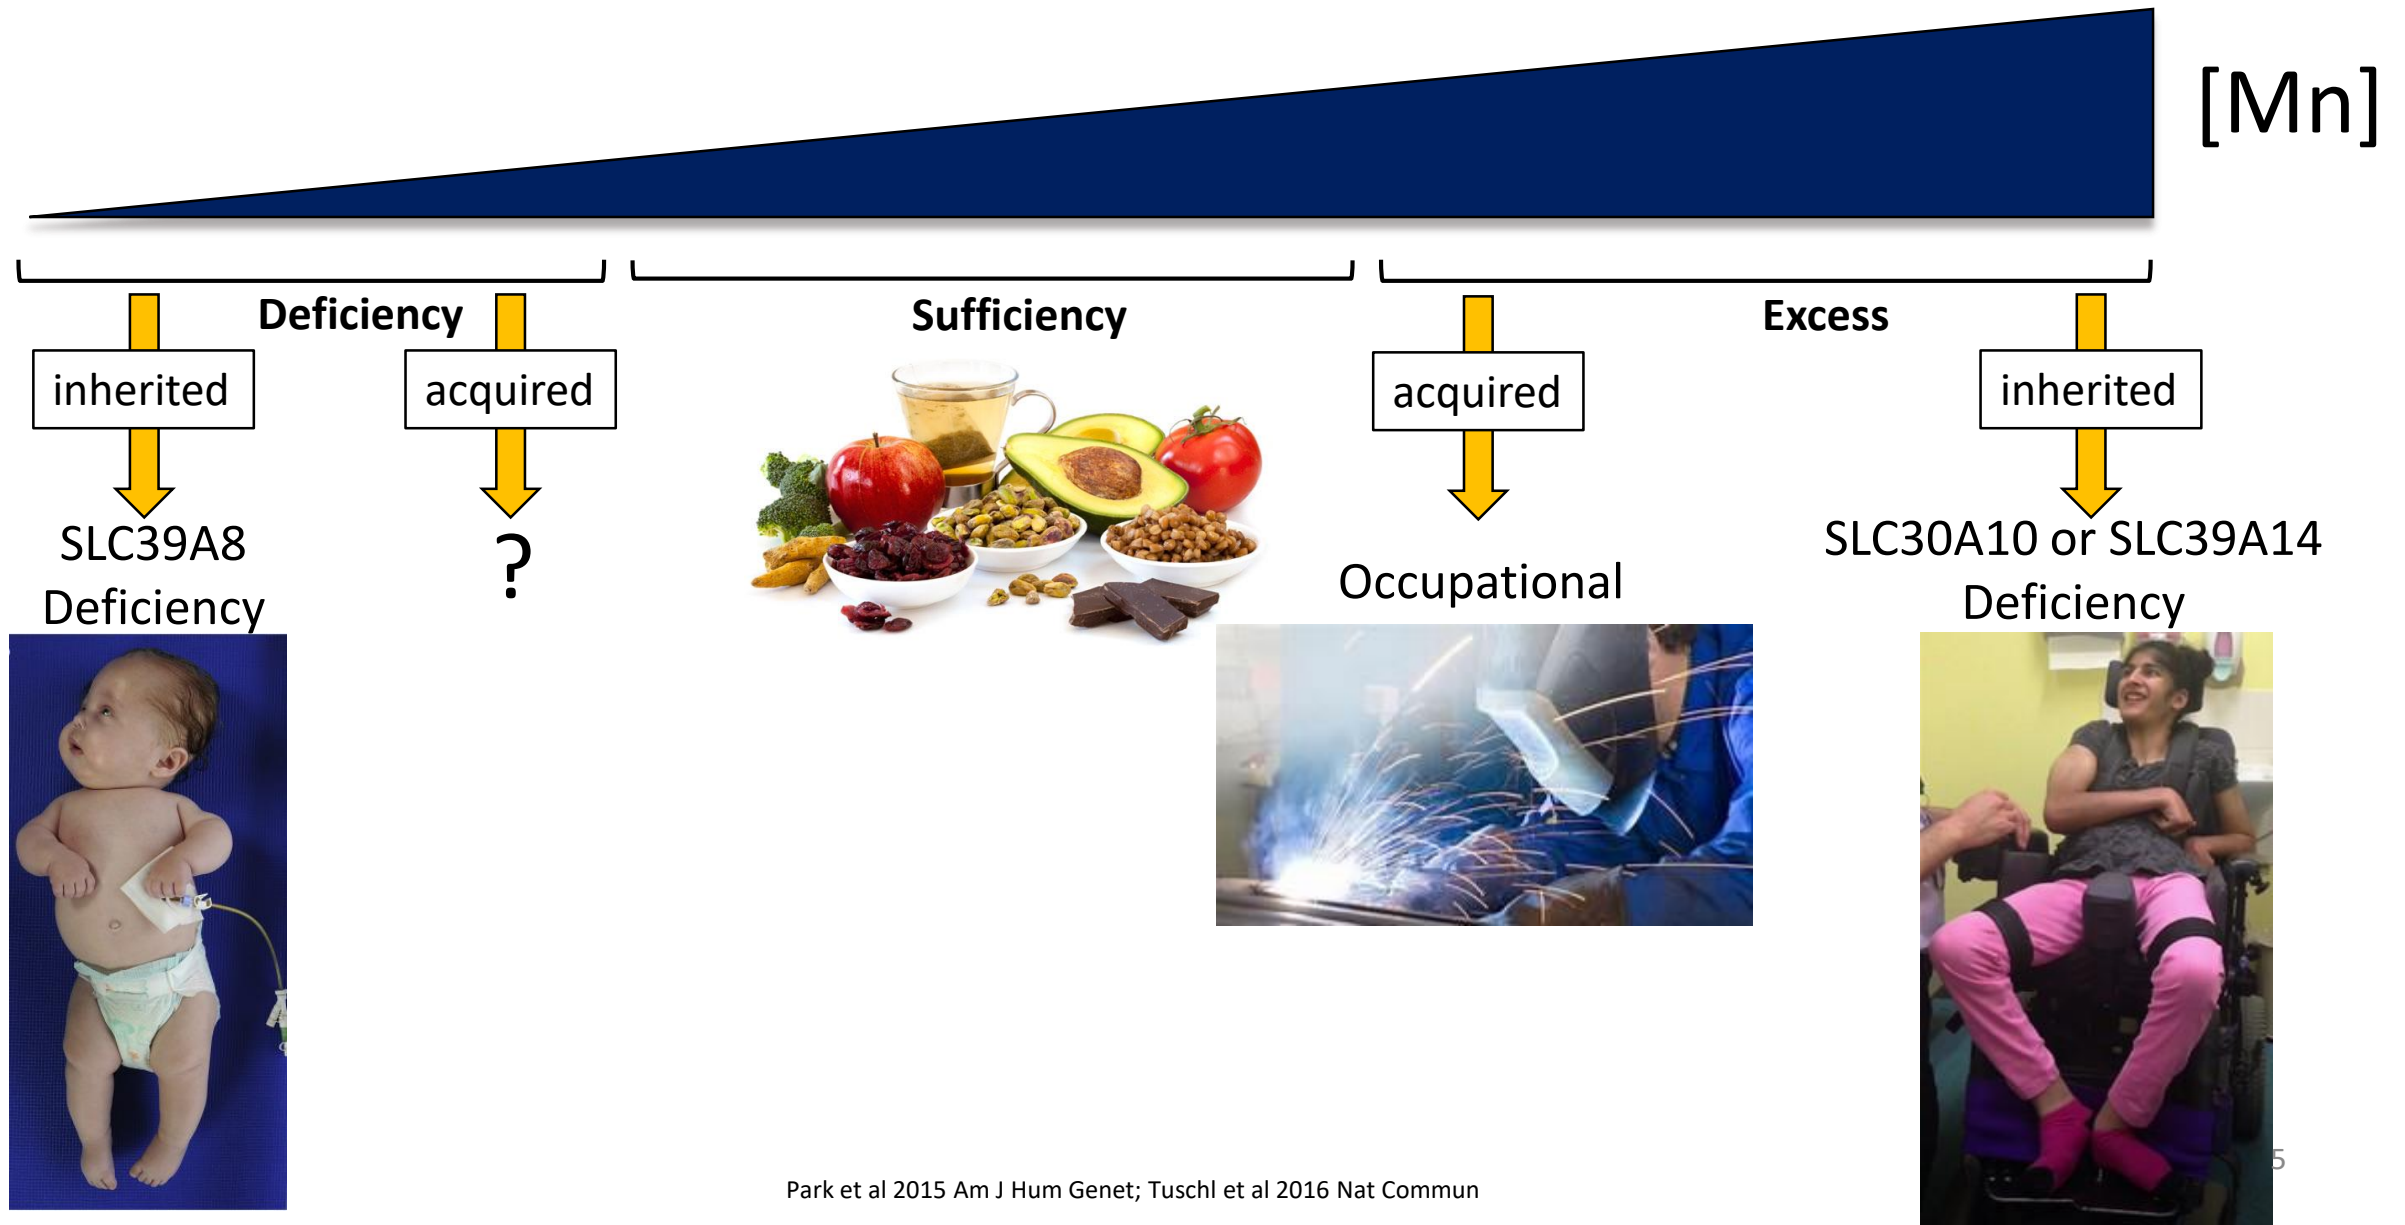 [Mn]
Deficiency
Sufficiency
Excess
inherited
acquired
acquired
inherited
SLC39A8
Deficiency
?
Occupational
SLC30A10 or SLC39A14
Deficiency
Park et al 2015 Am J Hum Genet; Tuschl et al 2016 Nat Commun
5